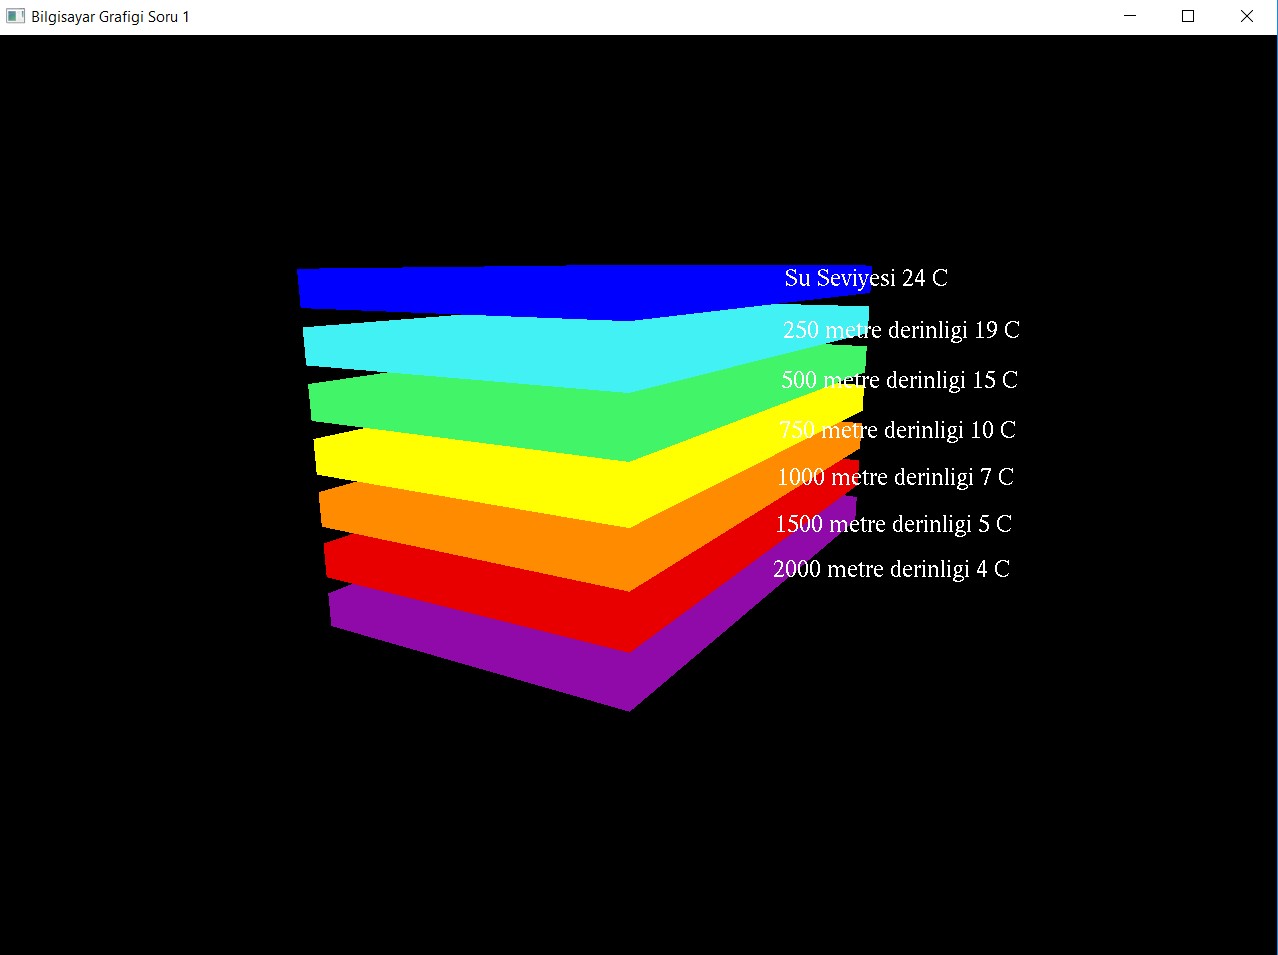 Bilgisayar Grafigi Soru 1
Su Seviyesi 24 C
250 metre derinligi 19 C
500 metre derinligi 15 C
750 metre derinligi 10 C
1000 metre derinligi 7 C
1500 metre derinligi 5 C
2000 metre derinligi 4 C